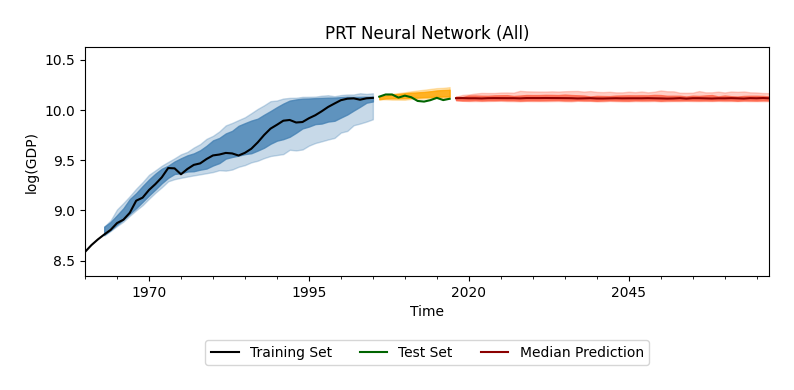 PRT Neural Network (All)
10.5
10.0
9.5
9.0
8.5
log(GDP)
1970 1995 2020 2045
Time
Training Set Test Set Median Prediction